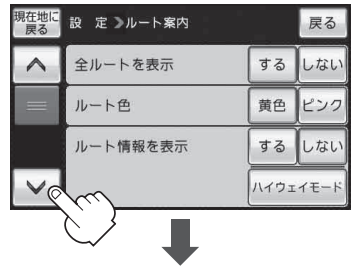 現在地に
戻る
設 定 》ルート案内
戻る
全ルートを表示 する しない
ルート色 黄色 ピンク
ルート情報を表示 する しない
ハイウェイモード